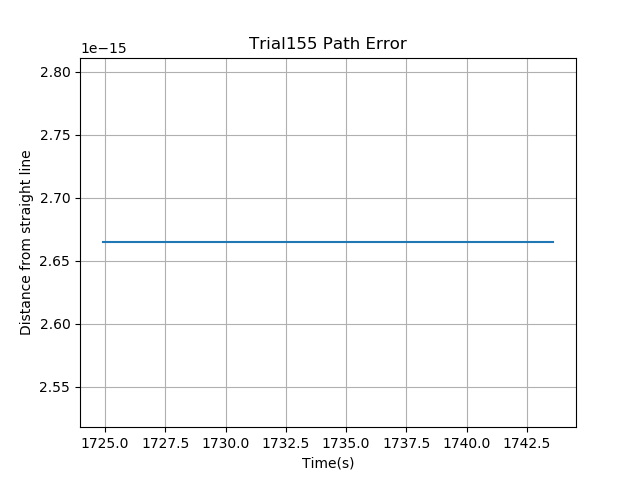 Trial155 Path Error
1e−15
2.80
2.75
2.70
2.65
2.60
2.55
Distance from straight line
1725.0 1727.5 1730.0 1732.5 1735.0 1737.5 1740.0 1742.5
Time(s)